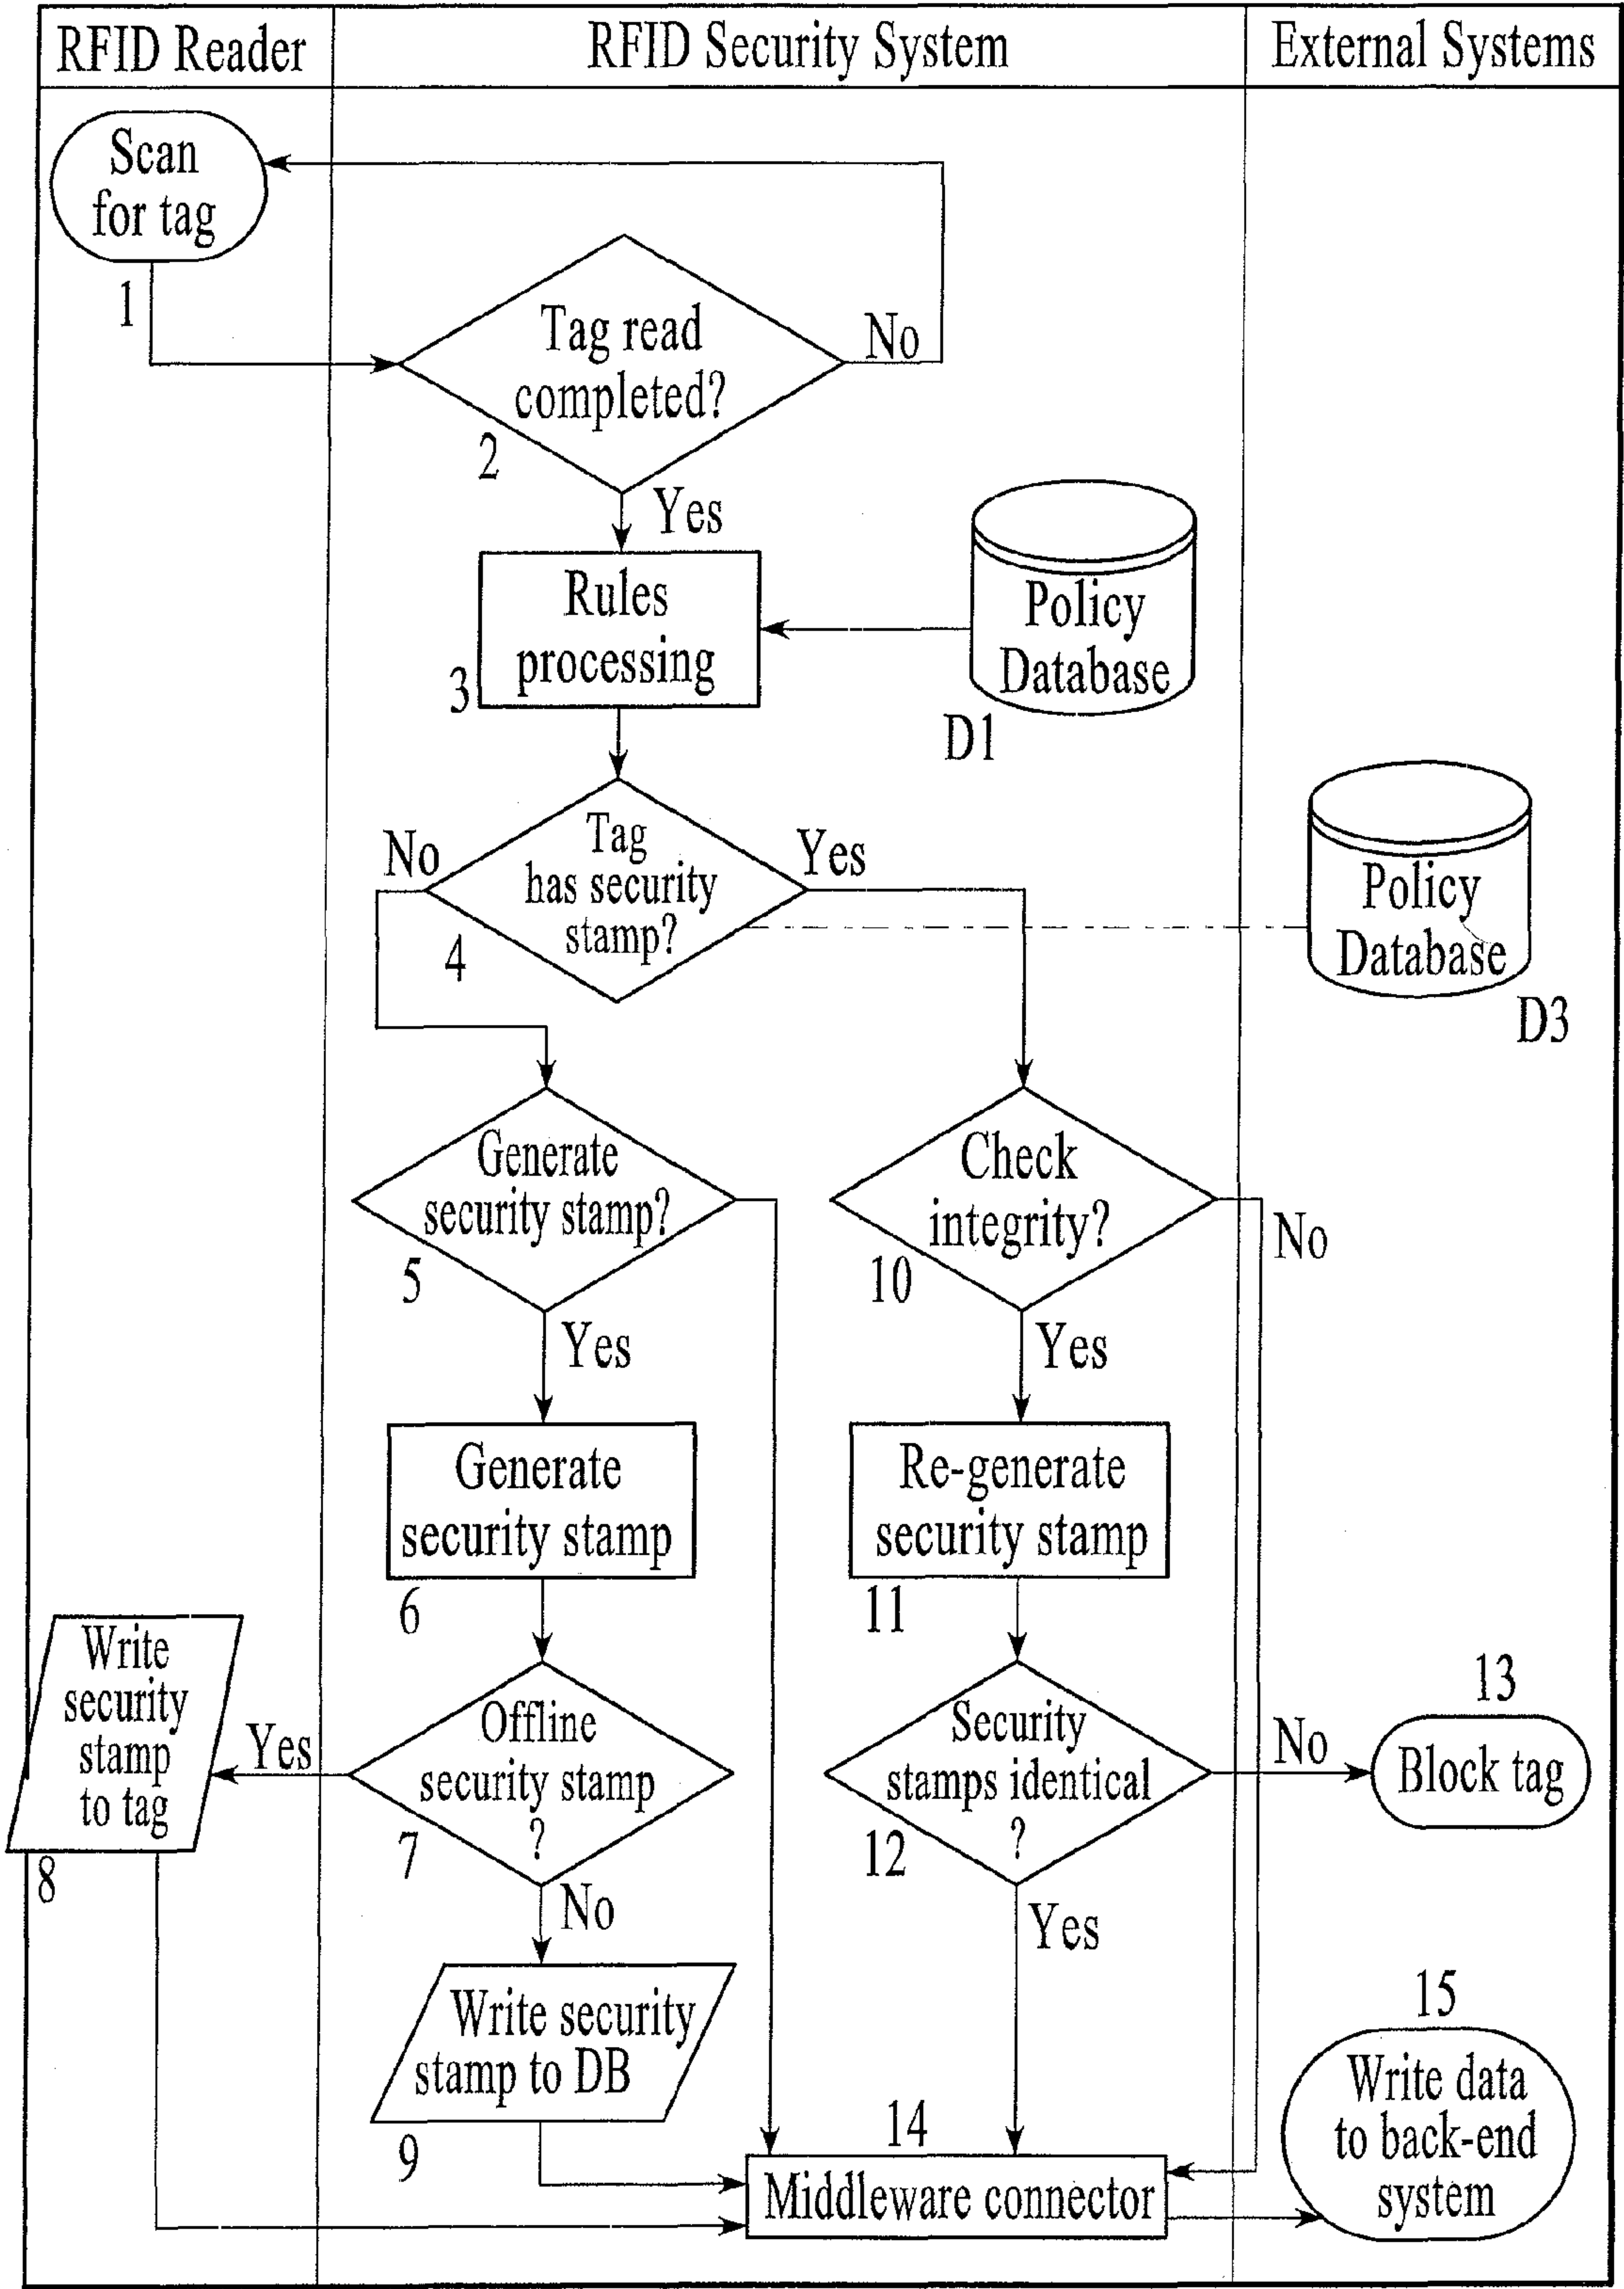 RFID Reader
RFID Security System
External Systems
Scan
for tag
1
Tag read
completed?
No
2
Yes
Rules
processing
3
Policy
Database
D1
Tag
has security
stamp?
No
Yes
4
Policy
Database
D3
Generate
security stamp?
5
Yes
Check
integrity?
10
No
Yes
Generate
security stamp
6
Re-generate
security stamp
11
Write
security
stamp
to tag
8
Yes
Offline
security stamp
?
7
No
Security
stamps identical
?
12
No
Yes
13
Block tag
Write security
stamp to DB
9
14
Middleware connector
15
Write data
to back-end
system